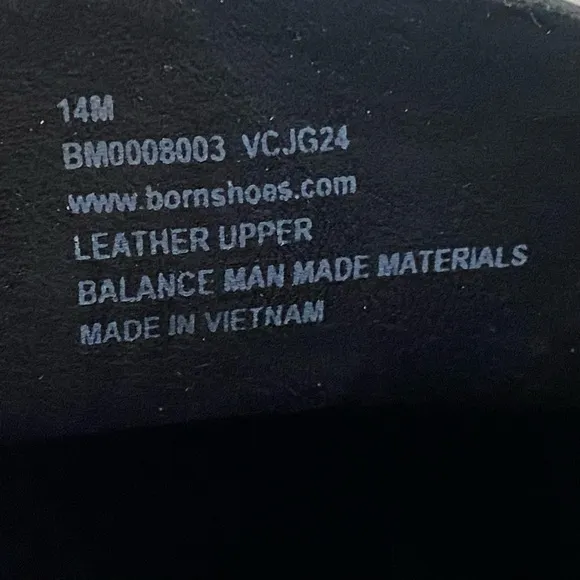 14M
BM0008003 VCJG24
www.bornshoes.com
LEATHER UPPER
BALANCE MAN MADE MATERIALS
MADE IN VIETNAM